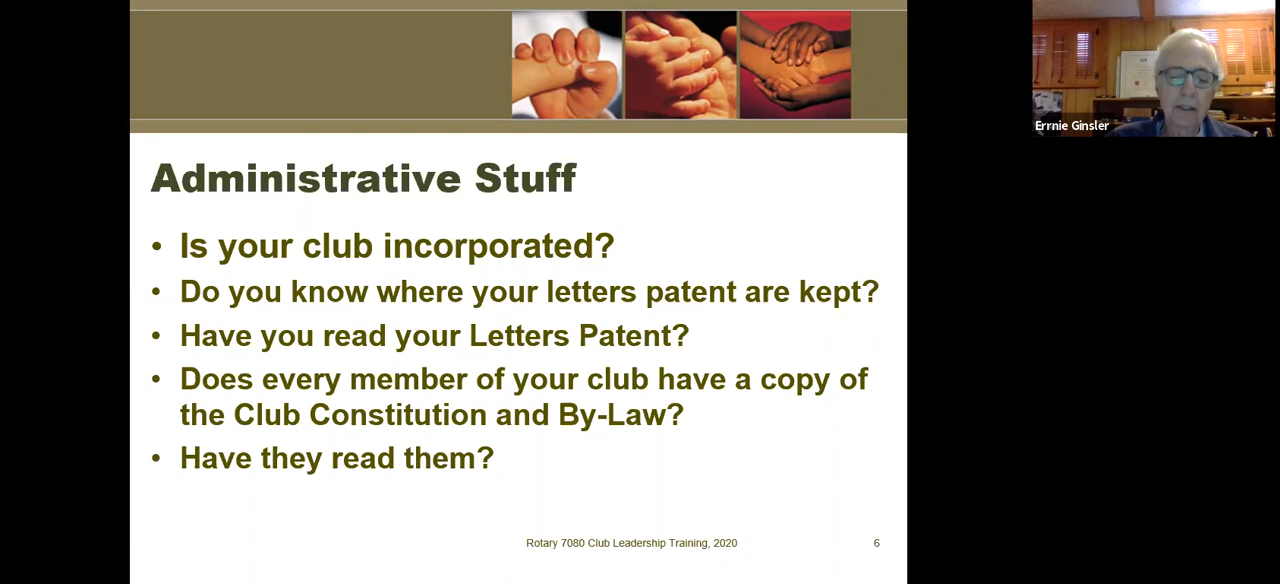 Errnie Ginsler
Administrative Stuff
• Is your club incorporated?
• Do you know where your letters patent are kept?
• Have you read your Letters Patent?
• Does every member of your club have a copy of
the Club Constitution and By-Law?
• Have they read them?
Rotary 7080 Club Leadership Training, 2020
6